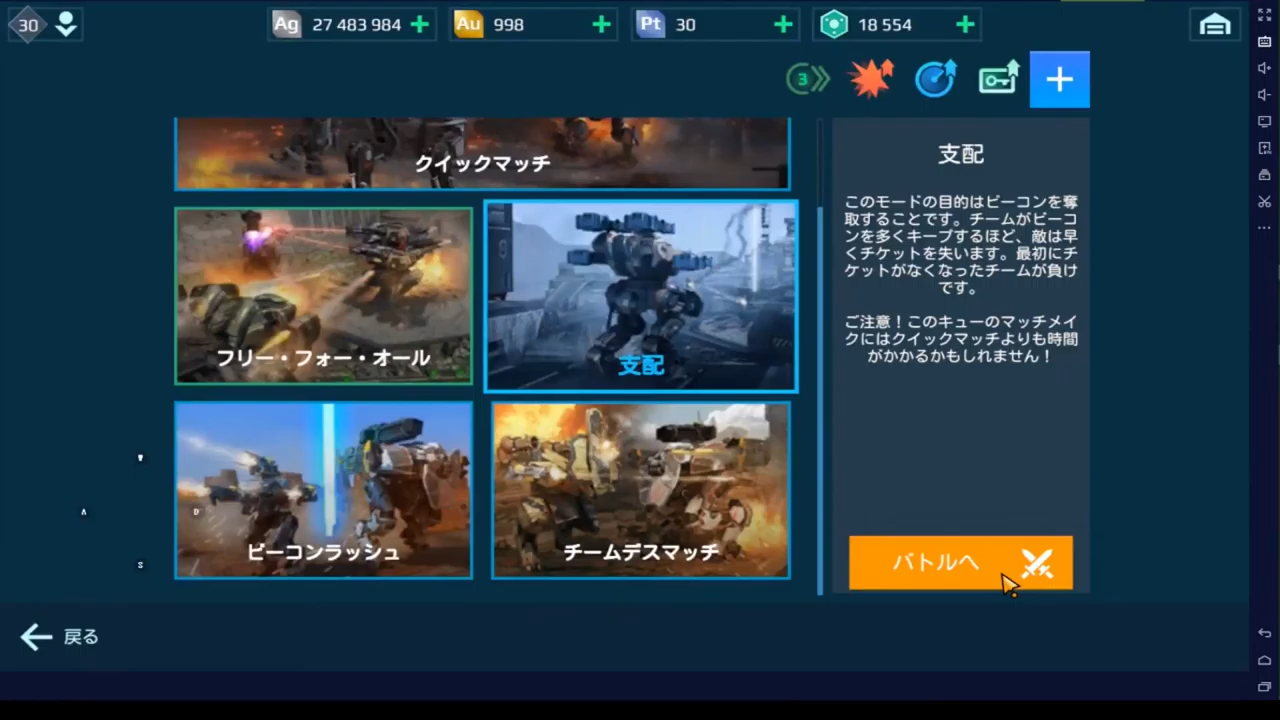 30
Ag 27 483 984
Au 998
Pt 30
18 554
3
クイックマッチ
フリー・フォー・オール
支配
ビーコンラッシュ
チームデスマッチ
支配
このモードの目的はビーコンを奪
取することです。チームがビーコ
ンを多くキープするほど、敵は早
くチケットを失います。最初にチ
ケットがなくなったチームが負け
です。
ご注意！このキューのマッチメイ
クにはクイックマッチよりも時間
がかかるかもしれません！
バトルへ
A
D
S
戻る